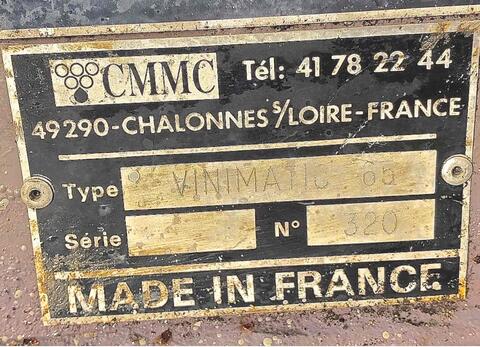 CMMC Tél: 41 78 22 44
49290-CHALONNES S/LOIRE-FRANCE
Type VINIMATIC 65
Série N° 320
MADE IN FRANCE